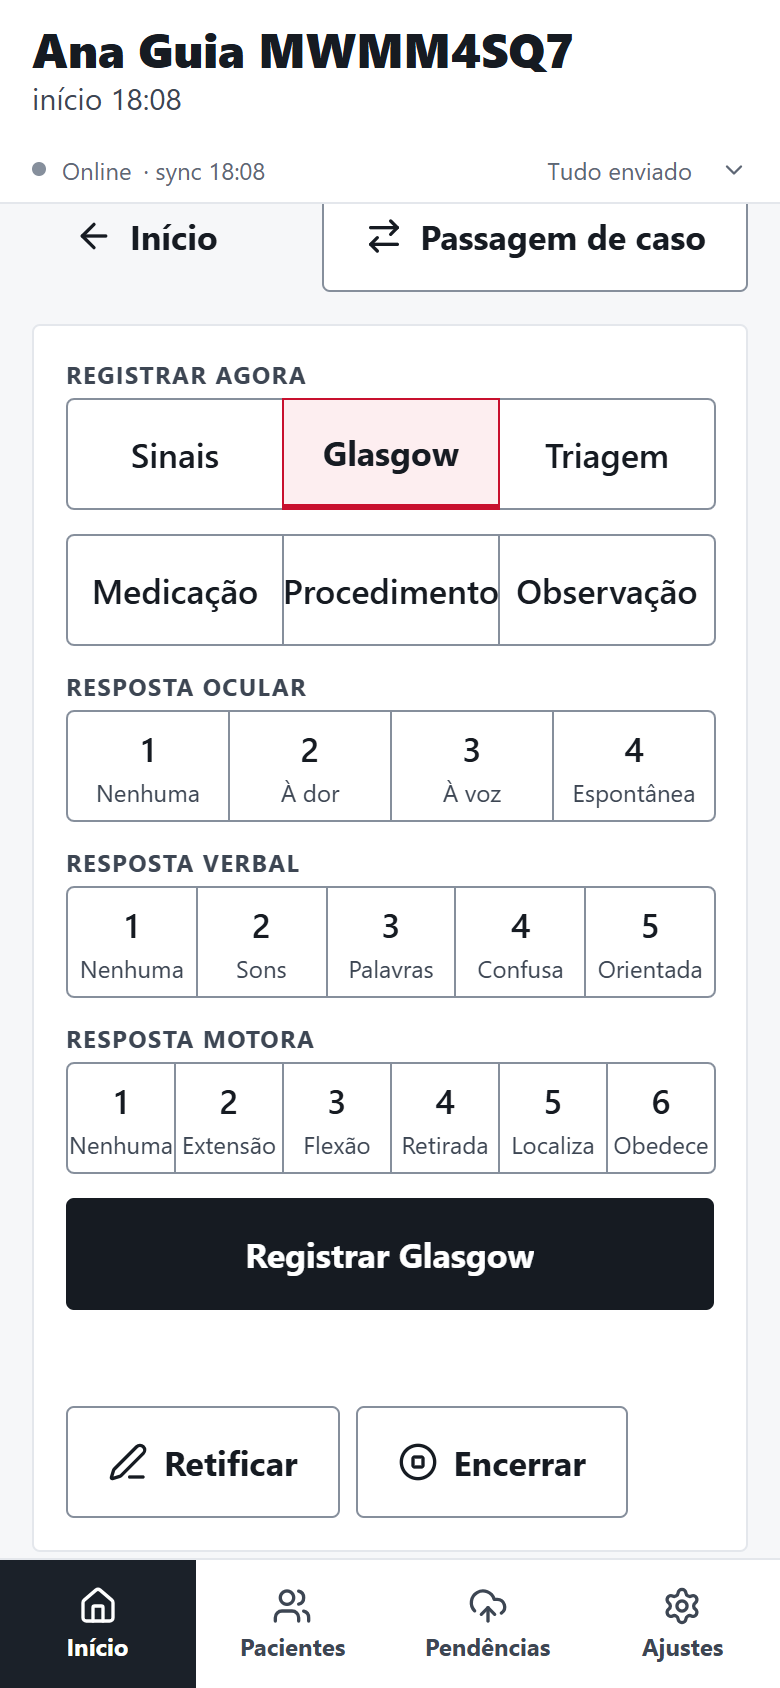 Ana Guia MWMM4SQ7
início 18:08
Online · sync 18:08 Tudo enviado
Início Passagem de caso
REGISTRAR AGORA
Sinais Glasgow Triagem
Medicação Procedimento Observação
RESPOSTA OCULAR
1 2 3 4
Nenhuma À dor À voz Espontânea
RESPOSTA VERBAL
1 2 3 4 5
Nenhuma Sons Palavras Confusa Orientada
RESPOSTA MOTORA
1 2 3 4 5 6
Nenhuma Extensão Flexão Retirada Localiza Obedece
Registrar Glasgow
Retificar Encerrar
Início Pacientes Pendências Ajustes